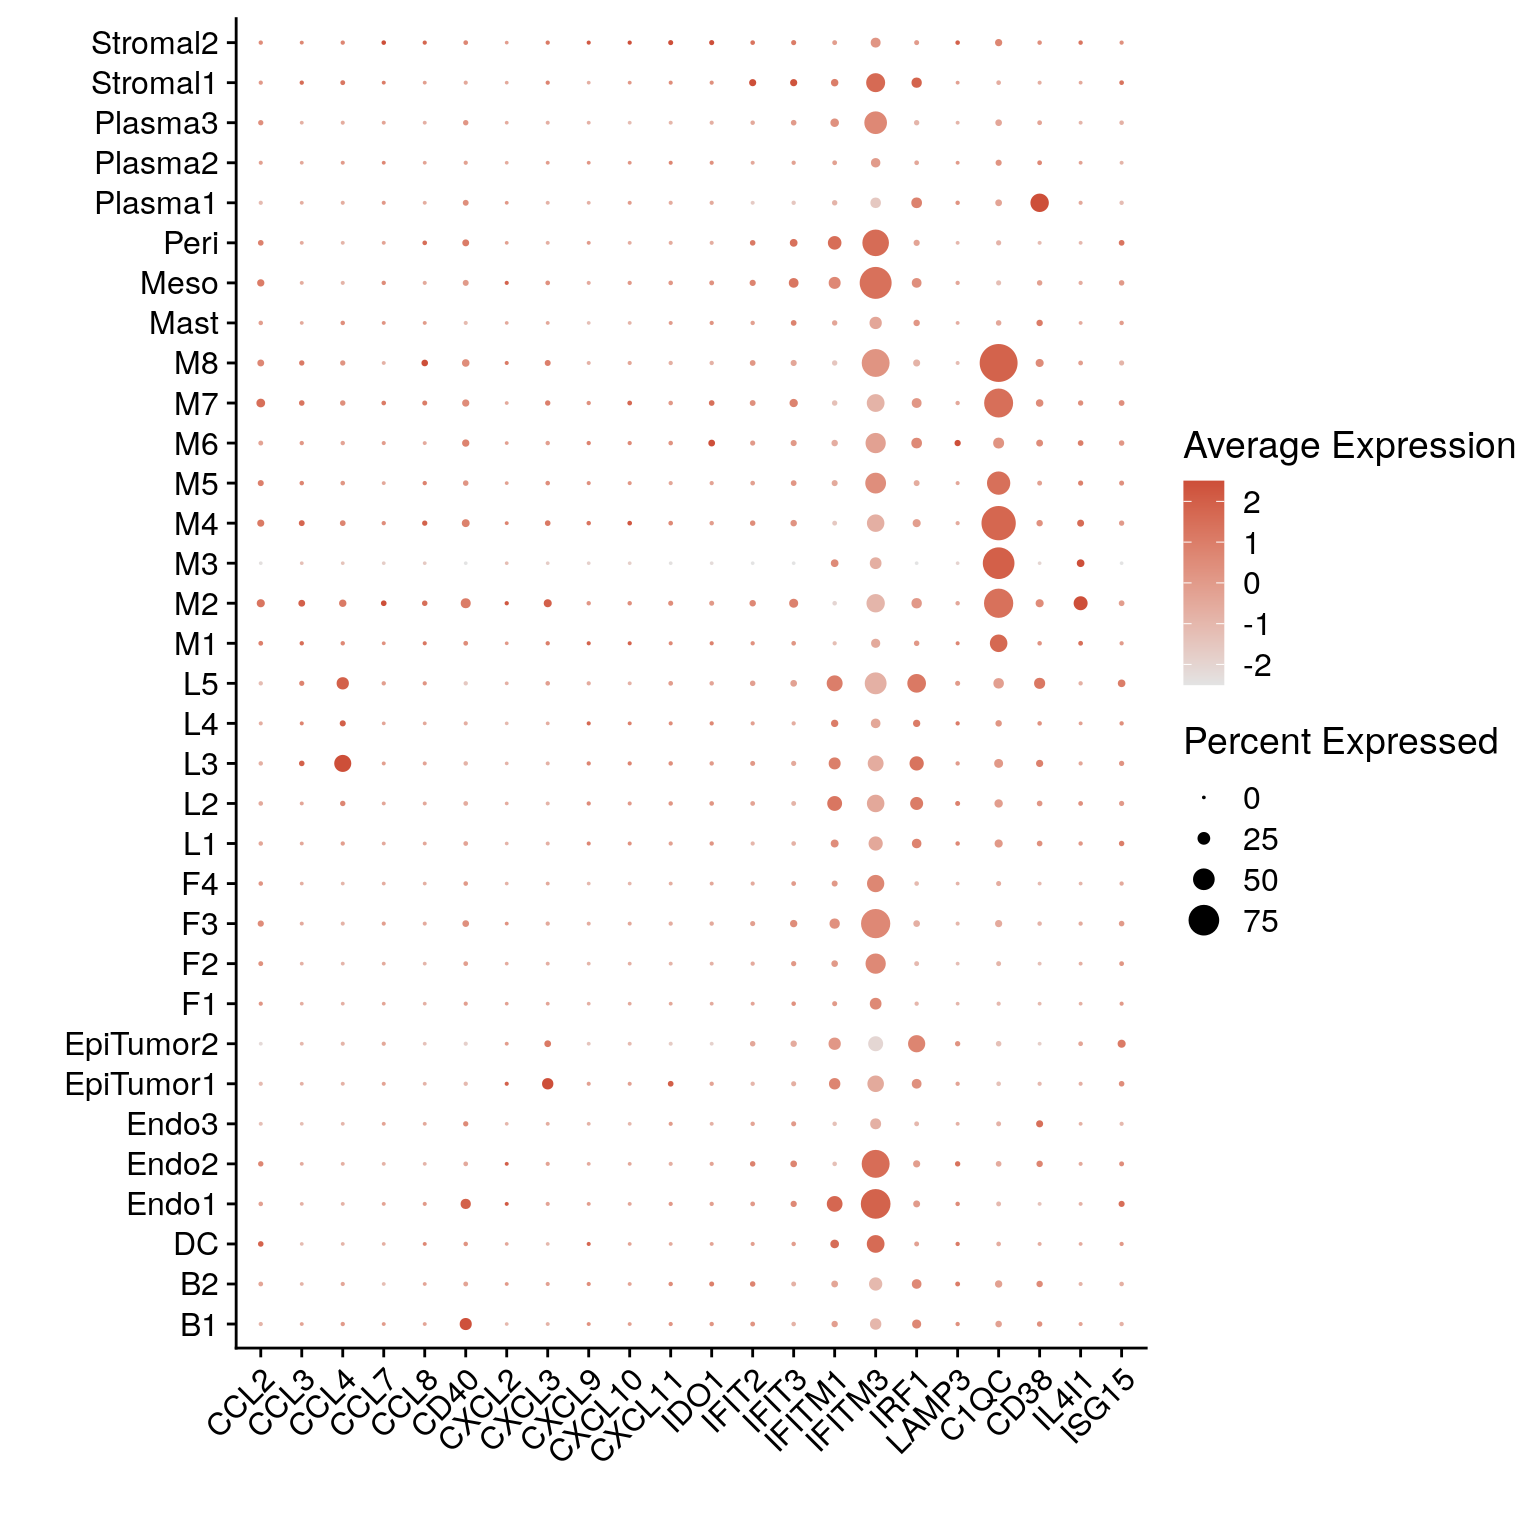 Stromal2
Stromal1
Plasma3
Plasma2
Plasma1
Peri
Meso
Mast
M8
M7
M6
M5
M4
M3
M2
M1
L5
L4
L3
L2
L1
F4
F3
F2
F1
EpiTumor2
EpiTumor1
Endo3
Endo2
Endo1
DC
B2
B1
CCL2
CCL3
CCL4
CCL7
CCL8
CD40
CXCL2
CXCL3
CXCL9
CXCL10
CXCL11
IDO1
IFIT2
IFIT3
IFITM1
IFITM3
IRF1
LAMP3
C1QC
CD38
IL4I1
ISG15
Average Expression
2
1
0
-1
-2
Percent Expressed
0
25
50
75